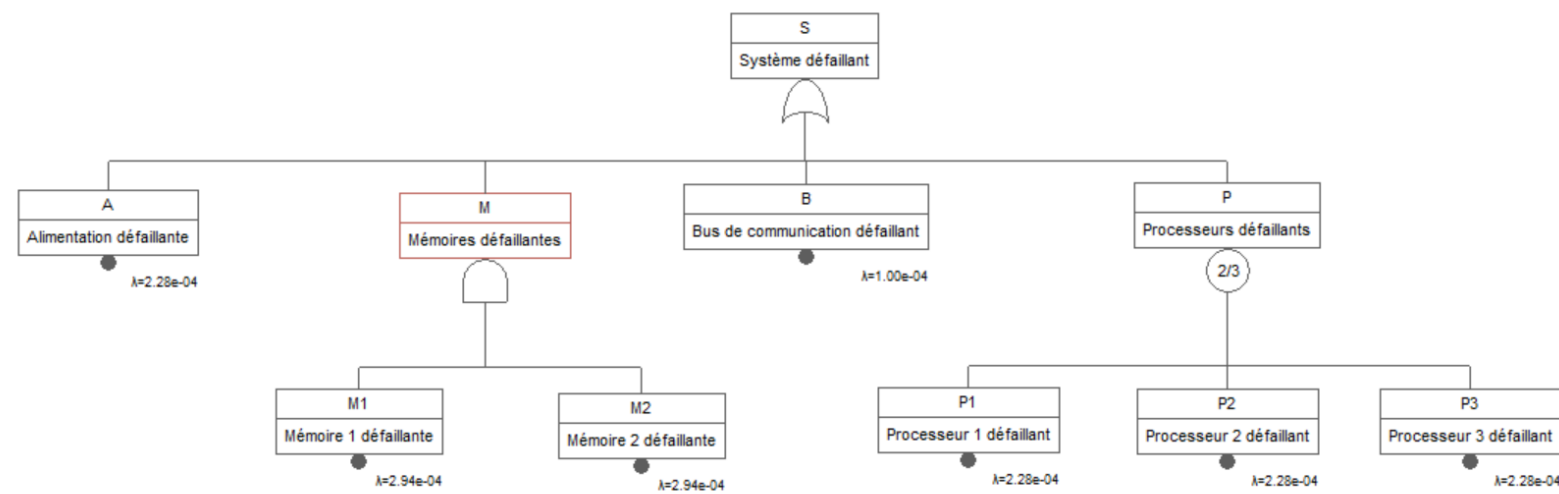 S
Système défaillant
A
Alimentation défaillante
λ=2.28e-04
M
Mémoires défaillantes
B
Bus de communication défaillant
λ=1.00e-04
P
Processeurs défaillants
2/3
M1
Mémoire 1 défaillante
λ=2.94e-04
M2
Mémoire 2 défaillante
λ=2.94e-04
P1
Processeur 1 défaillant
λ=2.28e-04
P2
Processeur 2 défaillant
λ=2.28e-04
P3
Processeur 3 défaillant
λ=2.28e-04